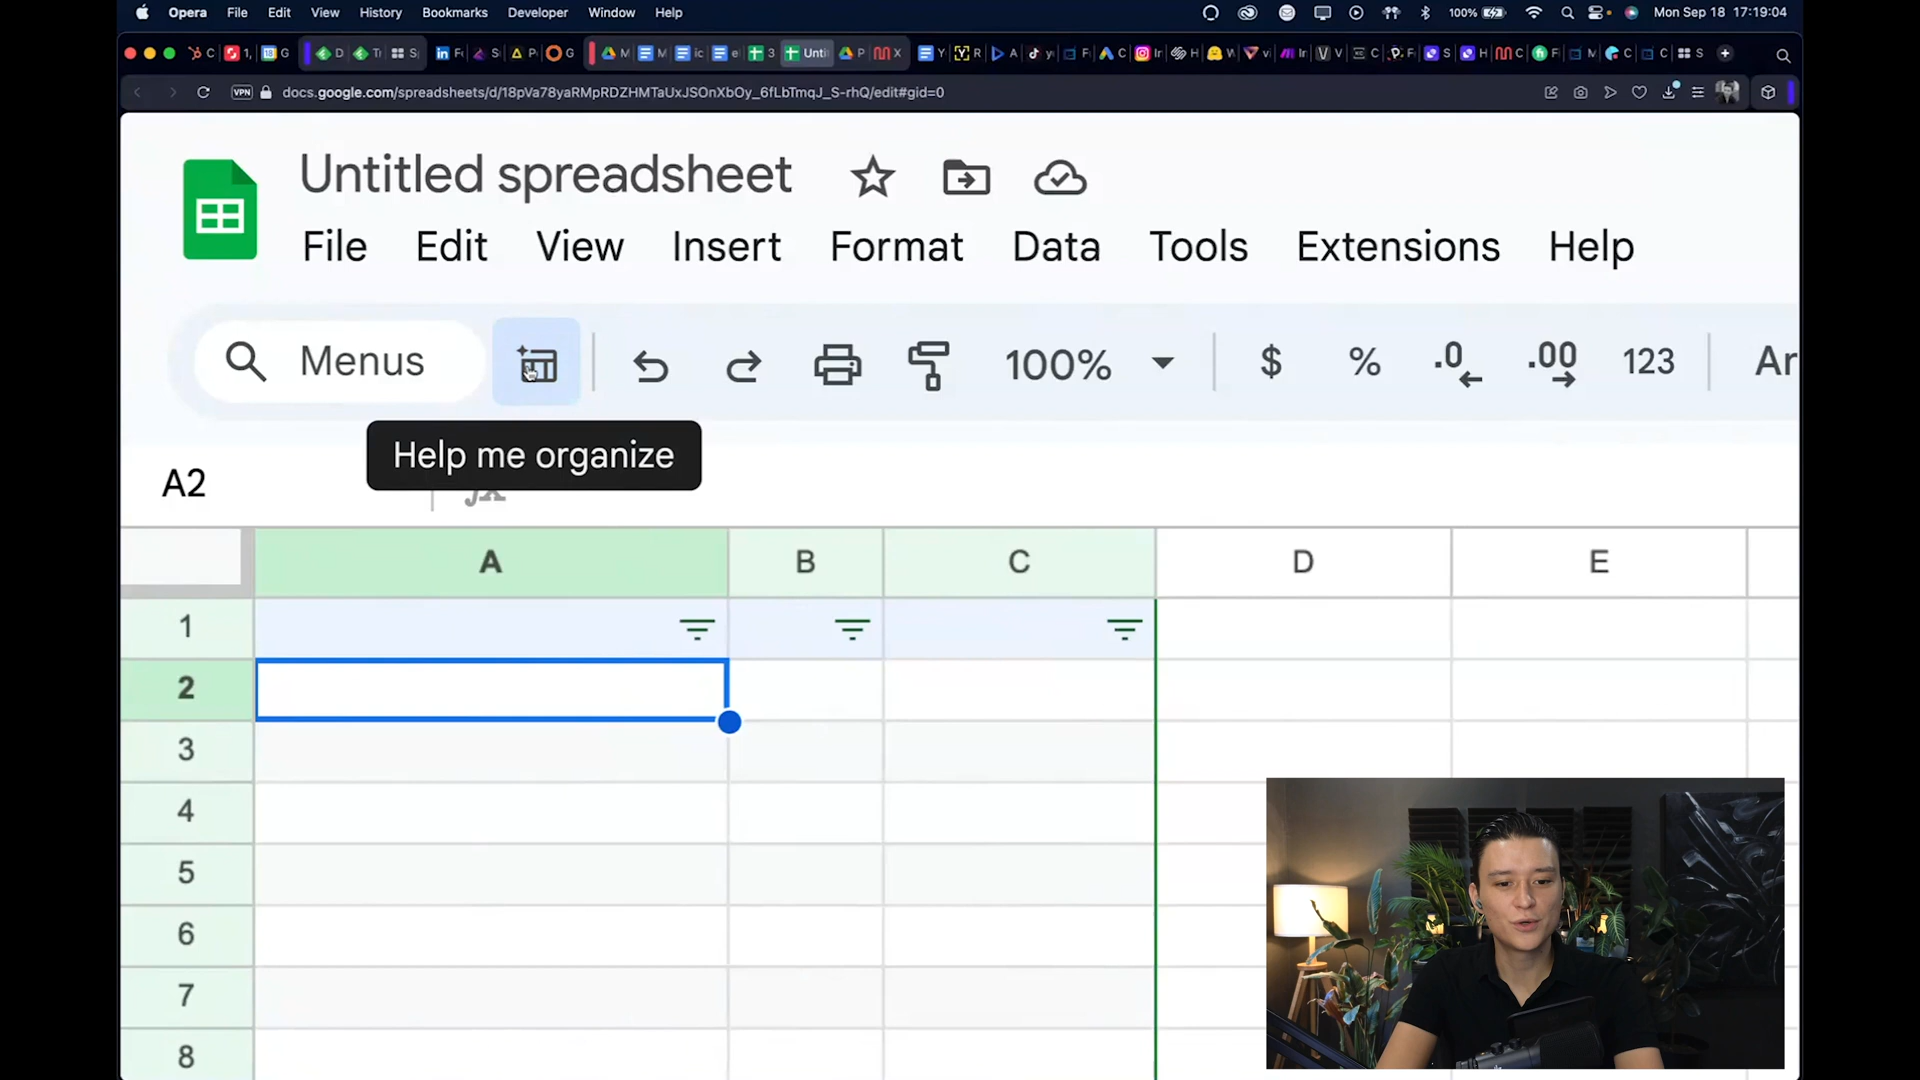 Opera File Edit View History Bookmarks Developer Window Help 100% Mon Sep 18 17:19:04
VPN docs.google.com/spreadsheets/d/18pVa78yaRMpRDZHMTaUxJSOnXbOy_6fLbTmqJ_S-rhQ/edit#gid=0
Untitled spreadsheet
File Edit View Insert Format Data Tools Extensions Help
Menus 100% $ % .0 .00 123 Ar
Help me organize
A2
A B C D E
1
2
3
4
5
6
7
8